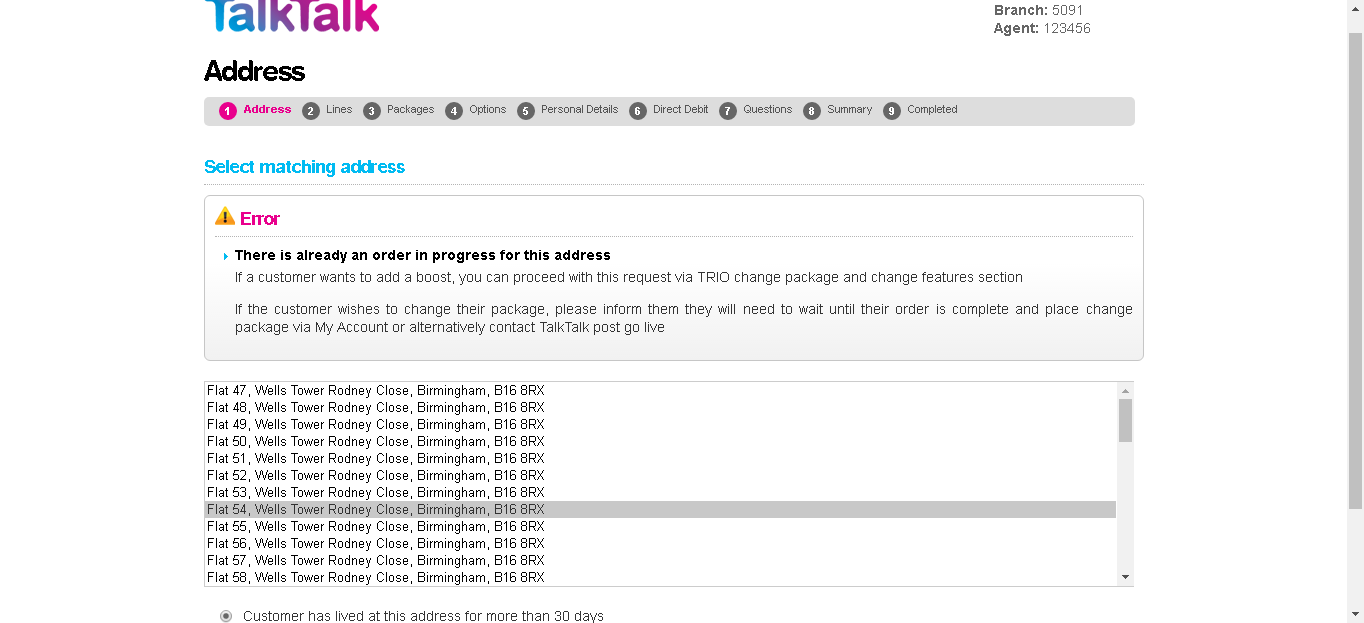 TalkTalk
Branch: 5091
Agent: 123456
Address
1 Address 2 Lines 3 Packages 4 Options 5 Personal Details 6 Direct Debit 7 Questions 8 Summary 9 Completed
Select matching address
Error
There is already an order in progress for this address
If a customer wants to add a boost, you can proceed with this request via TRIO change package and change features section
If the customer wishes to change their package, please inform them they will need to wait until their order is complete and place change
package via My Account or alternatively contact TalkTalk post go live
Flat 47, Wells Tower Rodney Close, Birmingham, B16 8RX
Flat 48, Wells Tower Rodney Close, Birmingham, B16 8RX
Flat 49, Wells Tower Rodney Close, Birmingham, B16 8RX
Flat 50, Wells Tower Rodney Close, Birmingham, B16 8RX
Flat 51, Wells Tower Rodney Close, Birmingham, B16 8RX
Flat 52, Wells Tower Rodney Close, Birmingham, B16 8RX
Flat 53, Wells Tower Rodney Close, Birmingham, B16 8RX
Flat 54, Wells Tower Rodney Close, Birmingham, B16 8RX
Flat 55, Wells Tower Rodney Close, Birmingham, B16 8RX
Flat 56, Wells Tower Rodney Close, Birmingham, B16 8RX
Flat 57, Wells Tower Rodney Close, Birmingham, B16 8RX
Flat 58, Wells Tower Rodney Close, Birmingham, B16 8RX
Customer has lived at this address for more than 30 days